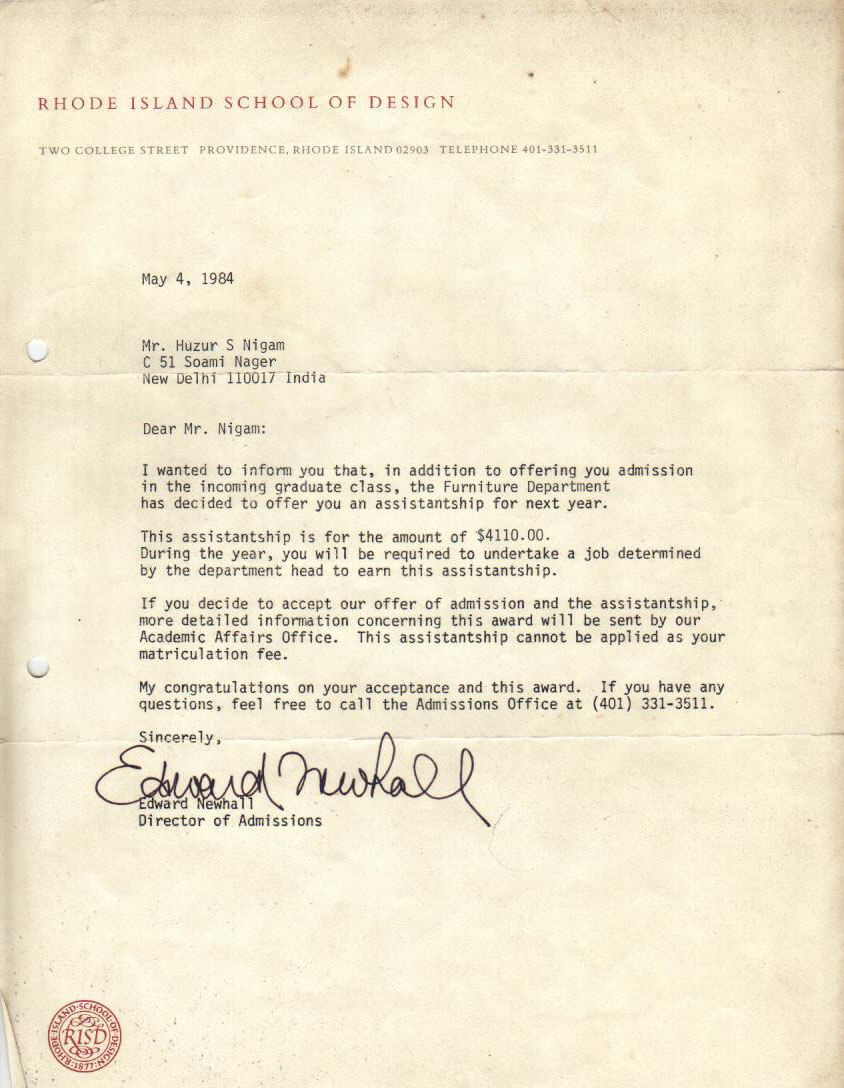 RHODE ISLAND SCHOOL OF DESIGN
TWO COLLEGE STREET PROVIDENCE, RHODE ISLAND 02903 TELEPHONE 401-331-3511
May 4, 1984
Mr. Huzur S Nigam
C 51 Soami Nager
New Delhi 110017 India
Dear Mr. Nigam:
I wanted to inform you that, in addition to offering you admission
in the incoming graduate class, the Furniture Department
has decided to offer you an assistantship for next year.
This assistantship is for the amount of $4110.00.
During the year, you will be required to undertake a job determined
by the department head to earn this assistantship.
If you decide to accept our offer of admission and the assistantship,
more detailed information concerning this award will be sent by our
Academic Affairs Office. This assistantship cannot be applied as your
matriculation fee.
My congratulations on your acceptance and this award. If you have any
questions, feel free to call the Admissions Office at (401) 331-3511.
Sincerely,
Edward Newhall
Edward Newhall
Director of Admissions
RHODE·ISLAND·SCHOOL·OF·DESIGN
RISD
·1877·